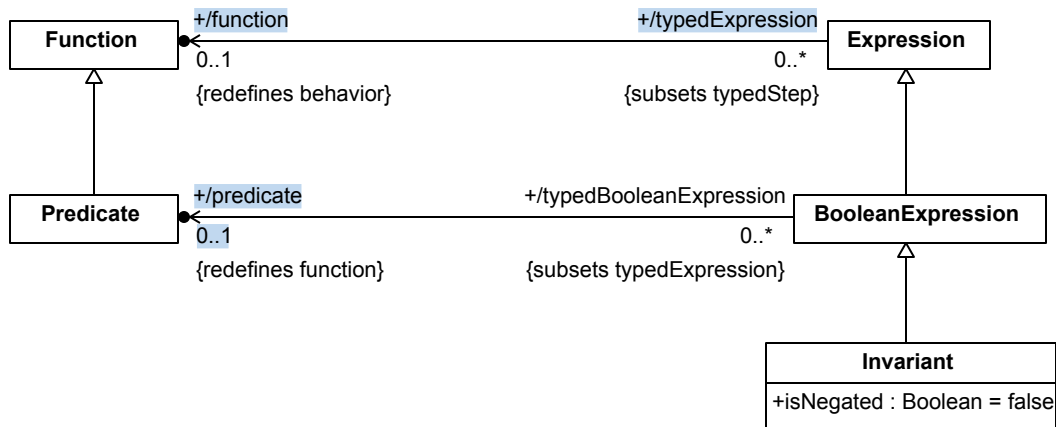 +/function
+/typedExpression
Function
Expression
0..1
0..*
{redefines behavior}
{subsets typedStep}
+/predicate
+/typedBooleanExpression
Predicate
BooleanExpression
0..1
0..*
{redefines function}
{subsets typedExpression}
Invariant
+isNegated : Boolean = false